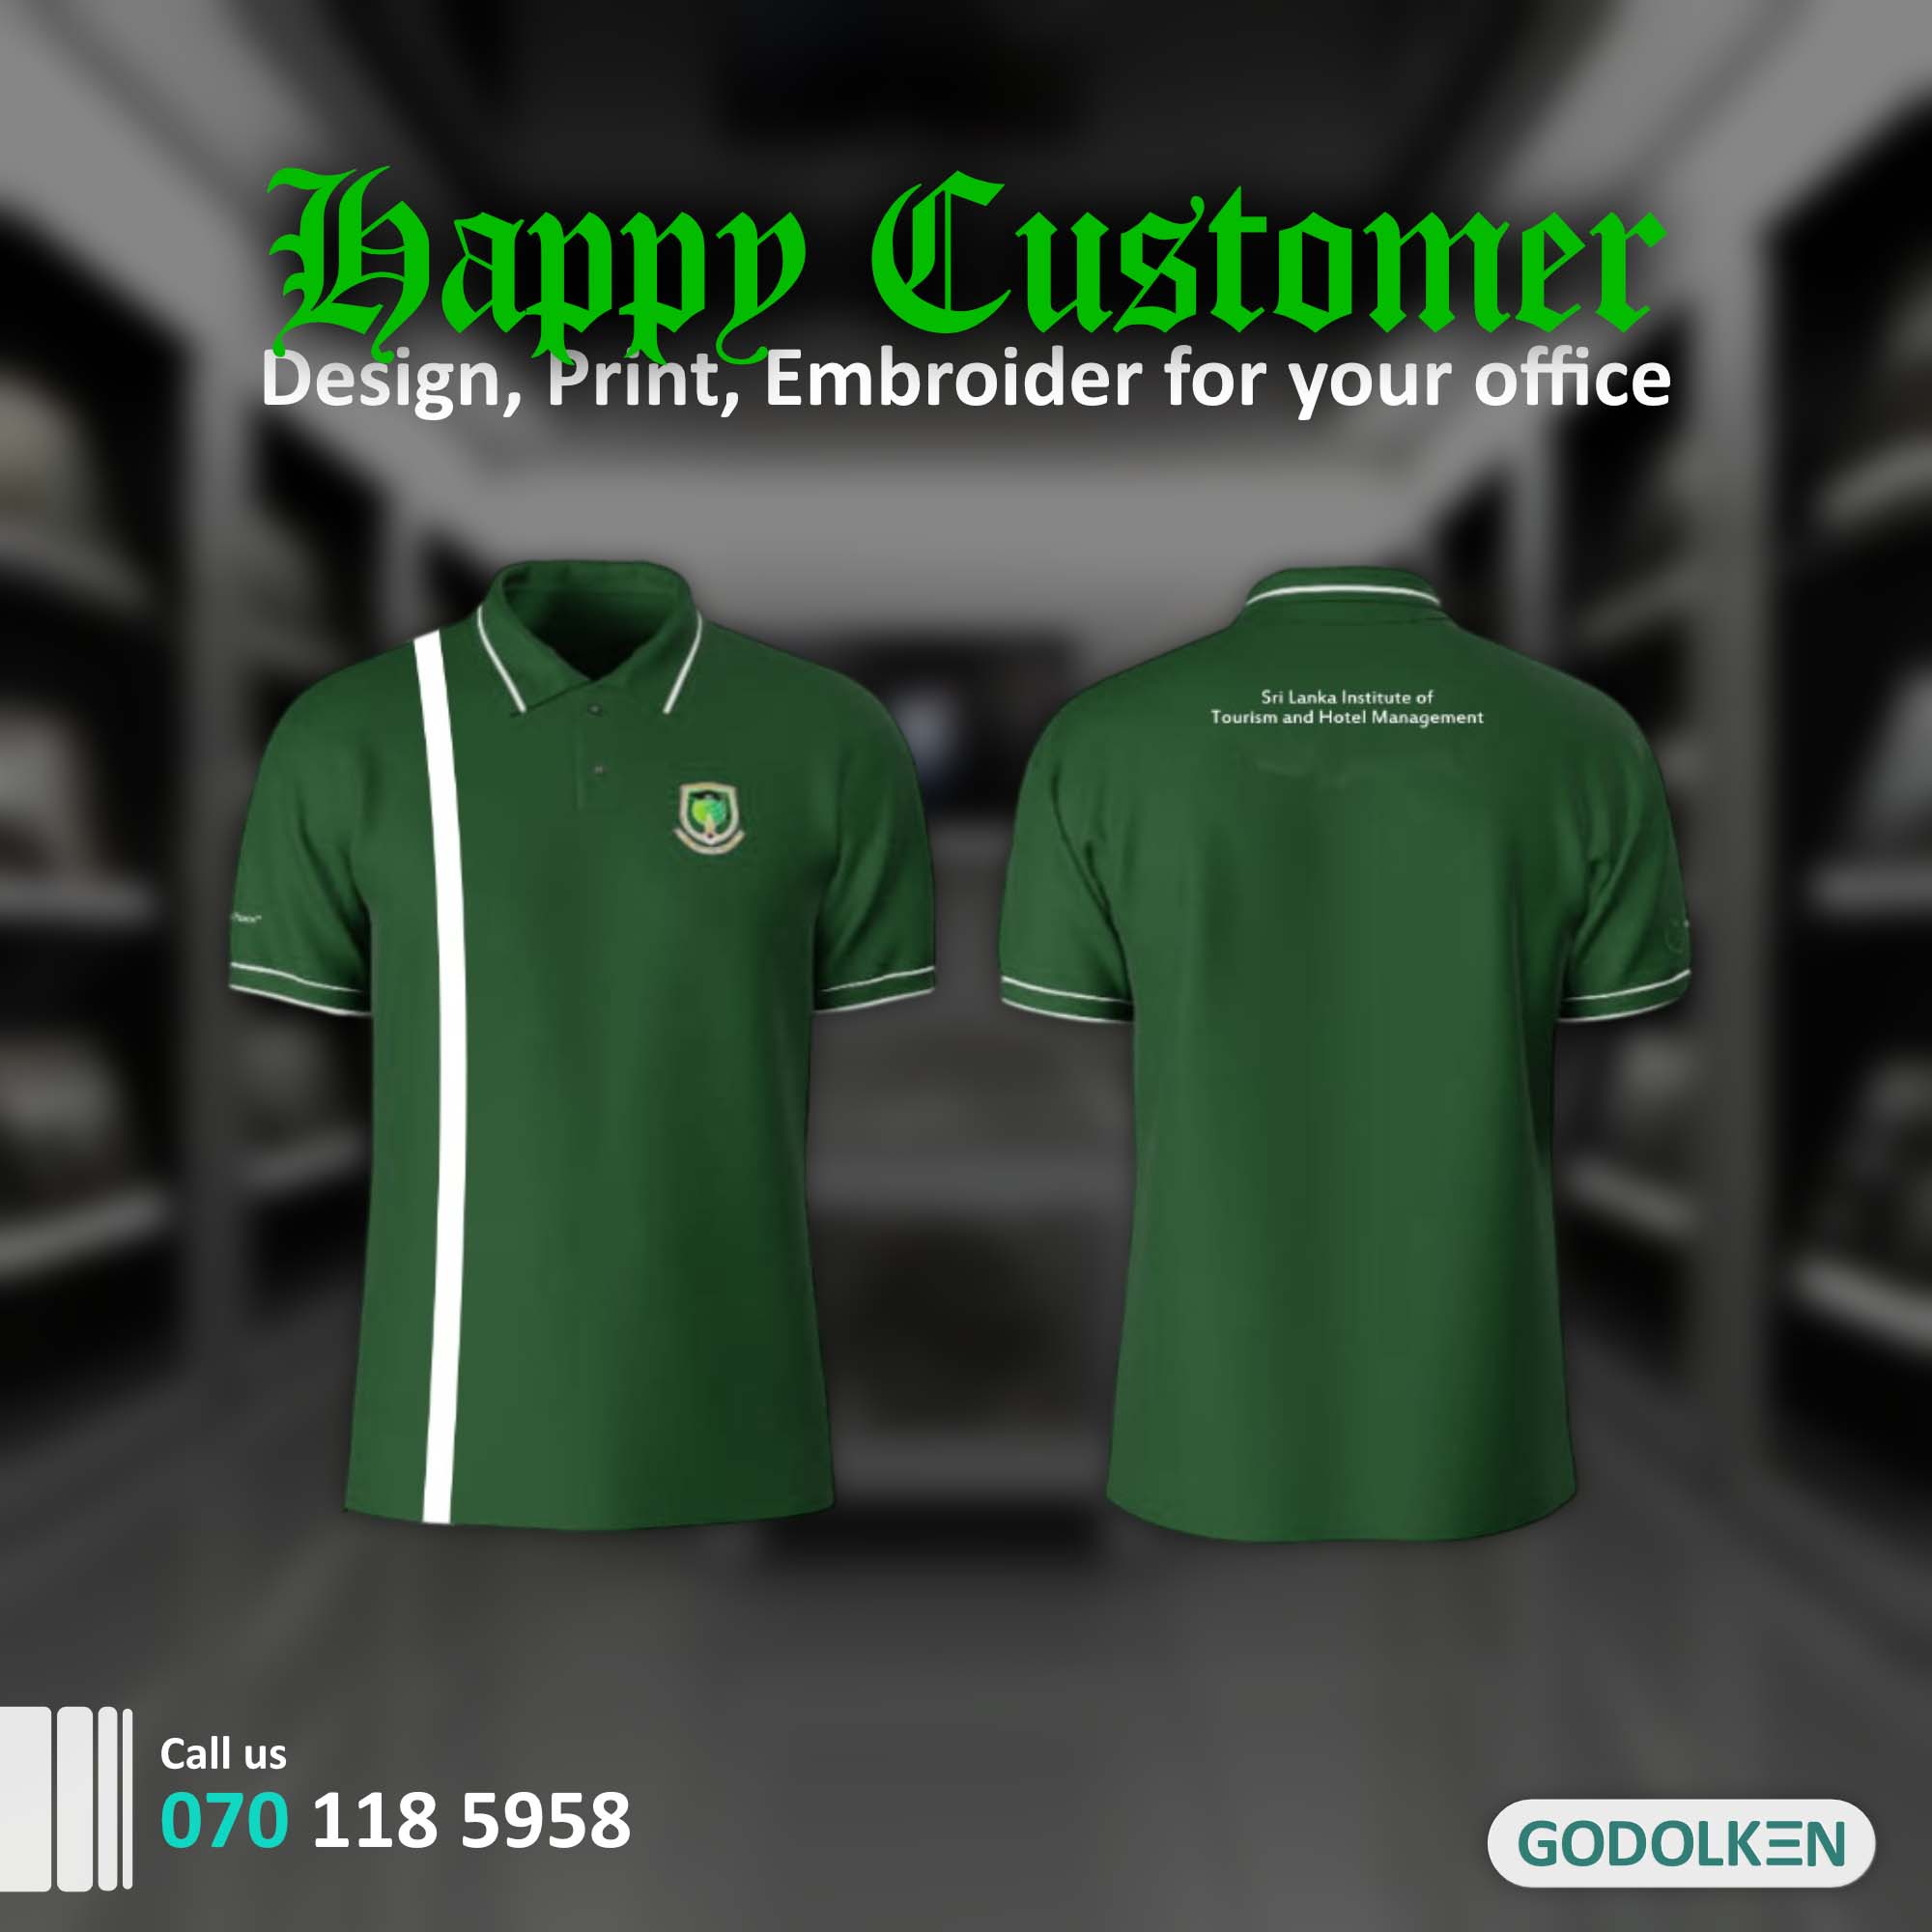 Happy Customer
Design, Print, Embroider for your office
Sri Lanka Institute of
Tourism and Hotel Management
Call us
070 118 5958
GODOLKEN